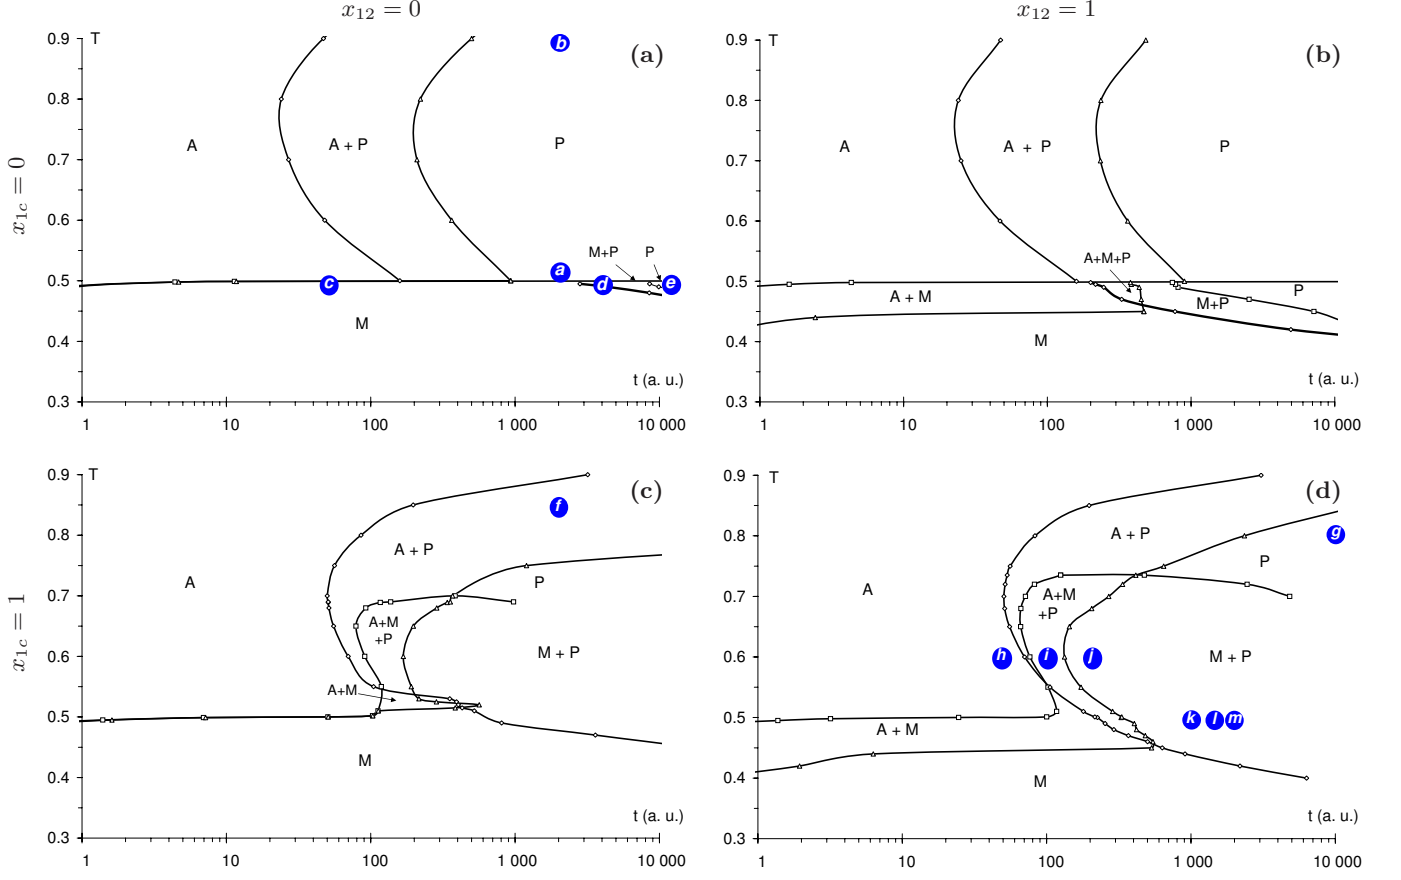 x12 = 0
x12 = 1
x1c = 0
(a)
T
0.9
0.8
0.7
0.6
0.5
0.4
0.3
A
A + P
P
b
M+P
P
a
c
d
e
M
t (a. u.)
1
10
100
1 000
10 000
(b)
T
0.9
0.8
0.7
0.6
0.5
0.4
0.3
A
A + P
P
A+M+P
A + M
M+P
P
M
t (a. u.)
1
10
100
1 000
10 000
x1c = 1
(c)
T
0.9
0.8
0.7
0.6
0.5
0.4
0.3
f
A + P
A
P
A+M
+P
M + P
A+M
M
t (a. u.)
1
10
100
1 000
10 000
(d)
T
0.9
0.8
0.7
0.6
0.5
0.4
0.3
A + P
g
P
A
A+M
+P
h
i
j
M + P
A + M
k
l
m
M
t (a. u.)
1
10
100
1 000
10 000